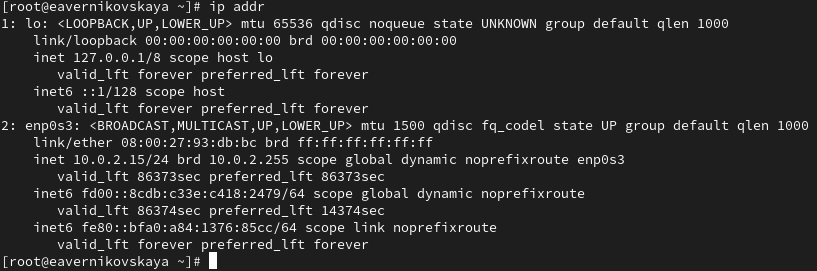 [root@eavernikovskaya ~]# ip addr
1: lo: <LOOPBACK,UP,LOWER_UP> mtu 65536 qdisc noqueue state UNKNOWN group default qlen 1000
    link/loopback 00:00:00:00:00:00 brd 00:00:00:00:00:00
    inet 127.0.0.1/8 scope host lo
       valid_lft forever preferred_lft forever
    inet6 ::1/128 scope host
       valid_lft forever preferred_lft forever
2: enp0s3: <BROADCAST,MULTICAST,UP,LOWER_UP> mtu 1500 qdisc fq_codel state UP group default qlen 1000
    link/ether 08:00:27:93:db:bc brd ff:ff:ff:ff:ff:ff
    inet 10.0.2.15/24 brd 10.0.2.255 scope global dynamic noprefixroute enp0s3
       valid_lft 86373sec preferred_lft 86373sec
    inet6 fd00::8cdb:c33e:c418:2479/64 scope global dynamic noprefixroute
       valid_lft 86374sec preferred_lft 14374sec
    inet6 fe80::bfa0:a84:1376:85cc/64 scope link noprefixroute
       valid_lft forever preferred_lft forever
[root@eavernikovskaya ~]#